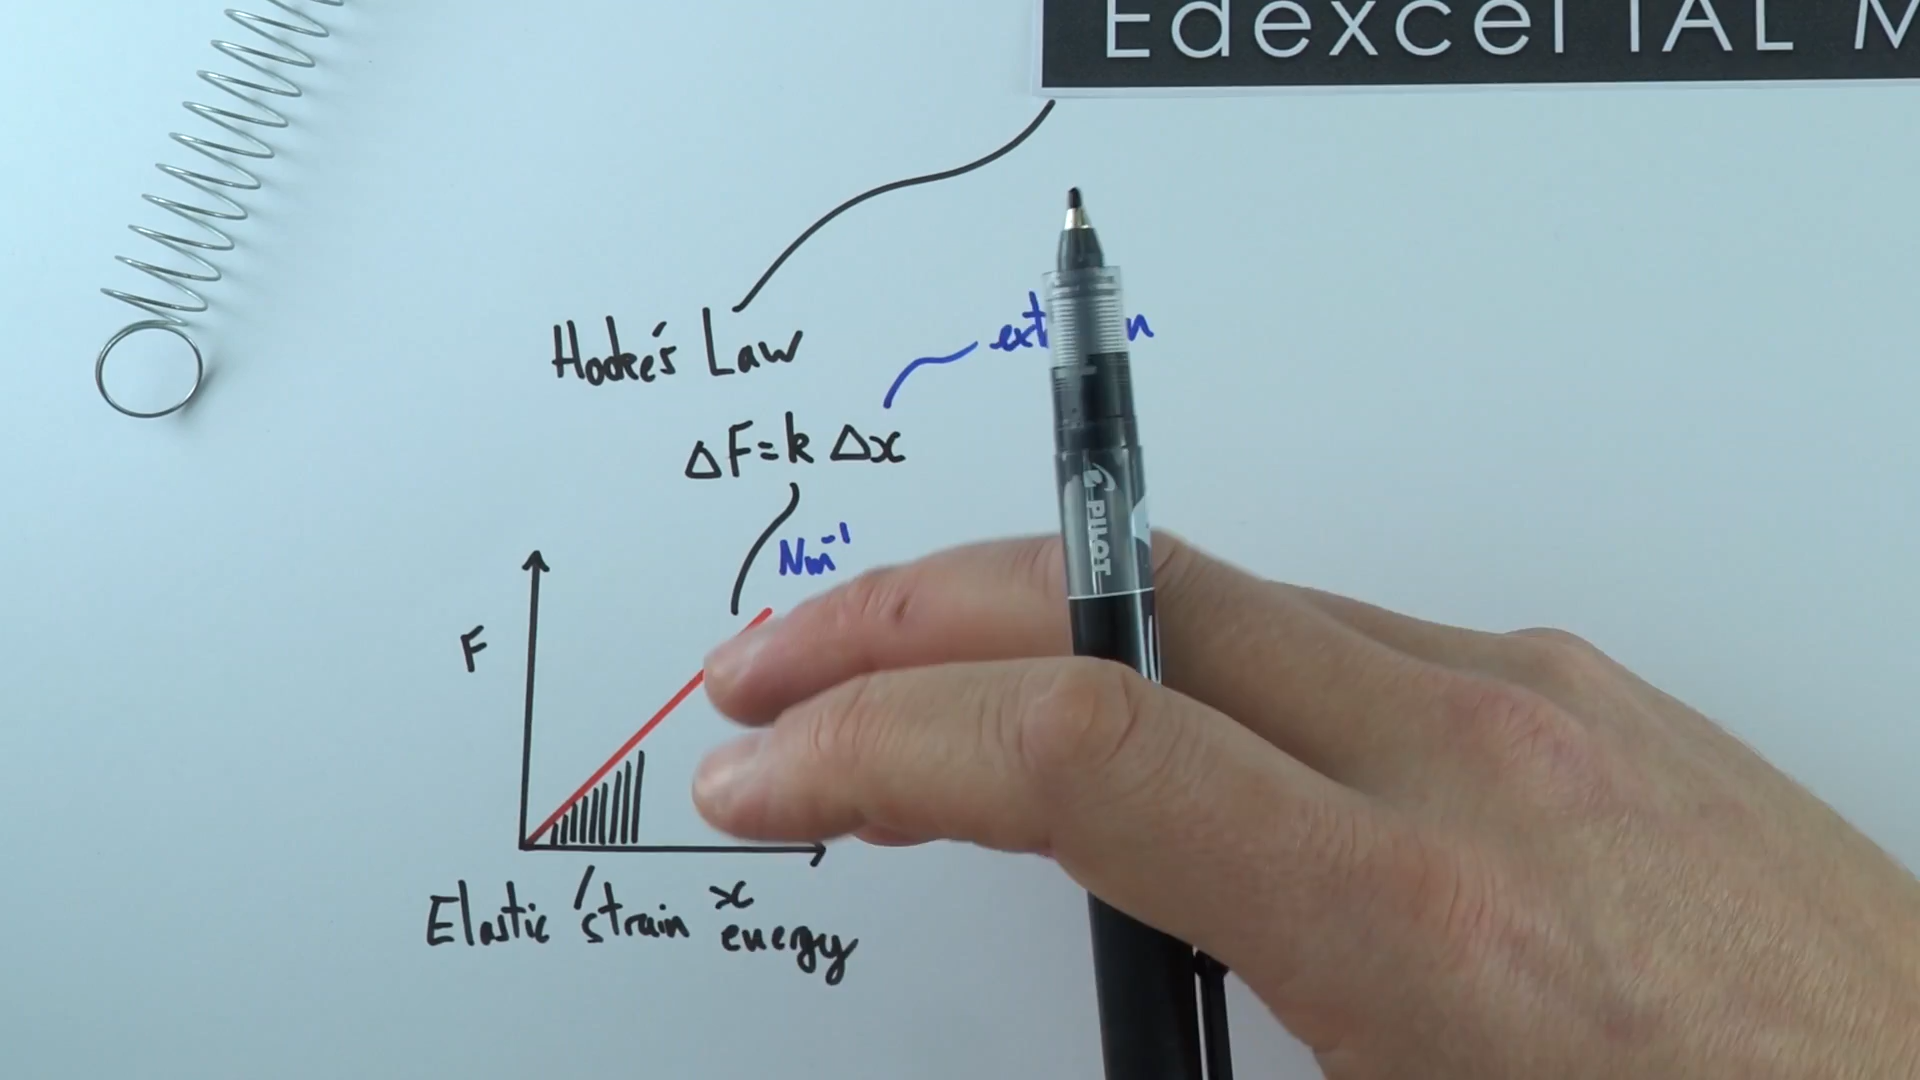 Edexcel IAL M
Hooke's Law
ΔF = k Δx
Nm⁻¹
F
x
Elastic strain energy
PILOT